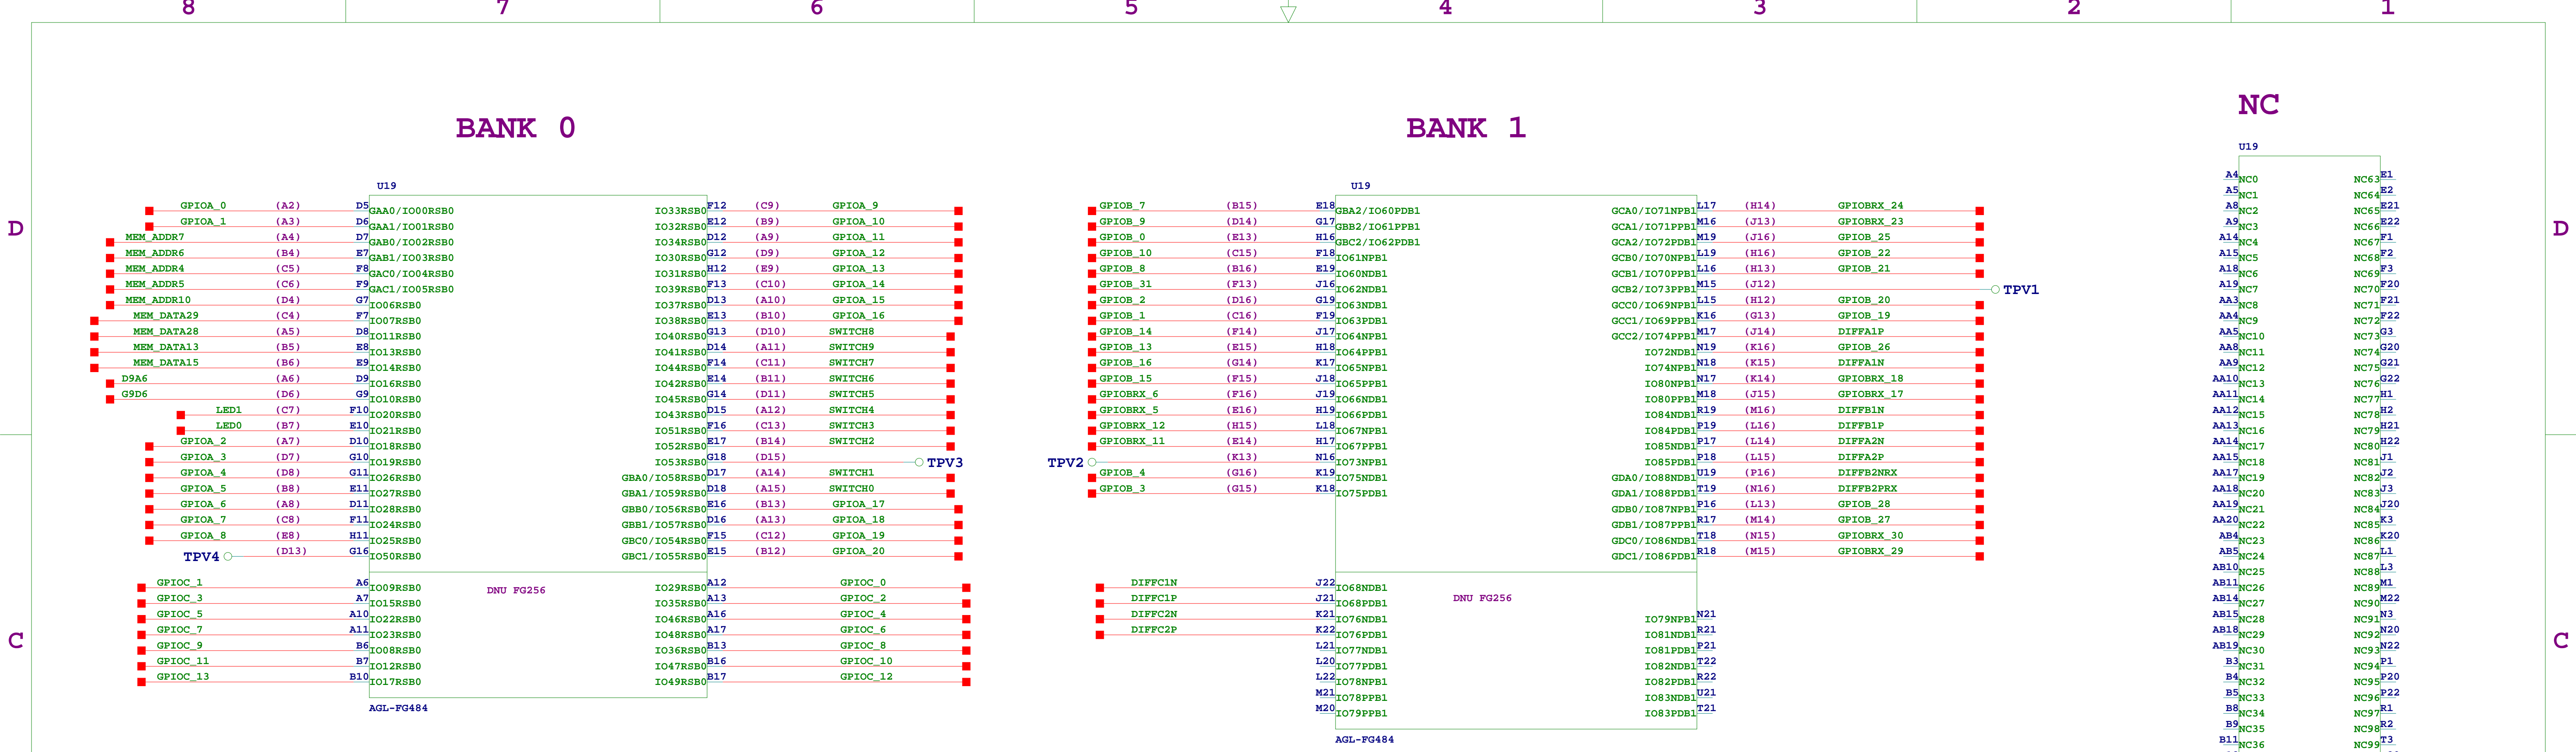 8 7 6 5 4 3 2 1
BANK 0
BANK 1
NC
D
D
C
C
U19
GPIOA_0 (A2) D5 GAA0/IO00RSB0 IO33RSB0 F12 (C9) GPIOA_9
GPIOA_1 (A3) D6 GAA1/IO01RSB0 IO32RSB0 E12 (B9) GPIOA_10
MEM_ADDR7 (A4) D7 GAB0/IO02RSB0 IO34RSB0 D12 (A9) GPIOA_11
MEM_ADDR6 (B4) E7 GAB1/IO03RSB0 IO30RSB0 G12 (D9) GPIOA_12
MEM_ADDR4 (C5) F8 GAC0/IO04RSB0 IO31RSB0 H12 (E9) GPIOA_13
MEM_ADDR5 (C6) F9 GAC1/IO05RSB0 IO39RSB0 F13 (C10) GPIOA_14
MEM_ADDR10 (D4) G7 IO06RSB0 IO37RSB0 D13 (A10) GPIOA_15
MEM_DATA29 (C4) F7 IO07RSB0 IO38RSB0 E13 (B10) GPIOA_16
MEM_DATA28 (A5) D8 IO11RSB0 IO40RSB0 G13 (D10) SWITCH8
MEM_DATA13 (B5) E8 IO13RSB0 IO41RSB0 D14 (A11) SWITCH9
MEM_DATA15 (B6) E9 IO14RSB0 IO44RSB0 F14 (C11) SWITCH7
D9A6 (A6) D9 IO16RSB0 IO42RSB0 E14 (B11) SWITCH6
G9D6 (D6) G9 IO10RSB0 IO45RSB0 G14 (D11) SWITCH5
LED1 (C7) F10 IO20RSB0 IO43RSB0 D15 (A12) SWITCH4
LED0 (B7) E10 IO21RSB0 IO51RSB0 F16 (C13) SWITCH3
GPIOA_2 (A7) D10 IO18RSB0 IO52RSB0 E17 (B14) SWITCH2
GPIOA_3 (D7) G10 IO19RSB0 IO53RSB0 G18 (D15) TPV3
GPIOA_4 (D8) G11 IO26RSB0 GBA0/IO58RSB0 D17 (A14) SWITCH1
GPIOA_5 (B8) E11 IO27RSB0 GBA1/IO59RSB0 D18 (A15) SWITCH0
GPIOA_6 (A8) D11 IO28RSB0 GBB0/IO56RSB0 E16 (B13) GPIOA_17
GPIOA_7 (C8) F11 IO24RSB0 GBB1/IO57RSB0 D16 (A13) GPIOA_18
GPIOA_8 (E8) H11 IO25RSB0 GBC0/IO54RSB0 F15 (C12) GPIOA_19
TPV4 (D13) G16 IO50RSB0 GBC1/IO55RSB0 E15 (B12) GPIOA_20
GPIOC_1 A6 IO09RSB0 DNU FG256 IO29RSB0 A12 GPIOC_0
GPIOC_3 A7 IO15RSB0 IO35RSB0 A13 GPIOC_2
GPIOC_5 A10 IO22RSB0 IO46RSB0 A16 GPIOC_4
GPIOC_7 A11 IO23RSB0 IO48RSB0 A17 GPIOC_6
GPIOC_9 B6 IO08RSB0 IO36RSB0 B13 GPIOC_8
GPIOC_11 B7 IO12RSB0 IO47RSB0 B16 GPIOC_10
GPIOC_13 B10 IO17RSB0 IO49RSB0 B17 GPIOC_12
AGL-FG484
U19
GPIOB_7 (B15) E18 GBA2/IO60PDB1 GCA0/IO71NPB1 L17 (H14) GPIOBRX_24
GPIOB_9 (D14) G17 GBB2/IO61PPB1 GCA1/IO71PPB1 M16 (J13) GPIOBRX_23
GPIOB_0 (E13) H16 GBC2/IO62PDB1 GCA2/IO72PDB1 M19 (J16) GPIOB_25
GPIOB_10 (C15) F18 IO61NPB1 GCB0/IO70NPB1 L19 (H16) GPIOB_22
GPIOB_8 (B16) E19 IO60NDB1 GCB1/IO70PPB1 L16 (H13) GPIOB_21
GPIOB_31 (F13) J16 IO62NDB1 GCB2/IO73PPB1 M15 (J12) TPV1
GPIOB_2 (D16) G19 IO63NDB1 GCC0/IO69NPB1 L15 (H12) GPIOB_20
GPIOB_1 (C16) F19 IO63PDB1 GCC1/IO69PPB1 K16 (G13) GPIOB_19
GPIOB_14 (F14) J17 IO64NPB1 GCC2/IO74PPB1 M17 (J14) DIFFA1P
GPIOB_13 (E15) H18 IO64PPB1 IO72NDB1 N19 (K16) GPIOB_26
GPIOB_16 (G14) K17 IO65NPB1 IO74NPB1 N18 (K15) DIFFA1N
GPIOB_15 (F15) J18 IO65PPB1 IO80NPB1 N17 (K14) GPIOBRX_18
GPIOBRX_6 (F16) J19 IO66NDB1 IO80PPB1 M18 (J15) GPIOBRX_17
GPIOBRX_5 (E16) H19 IO66PDB1 IO84NDB1 R19 (M16) DIFFB1N
GPIOBRX_12 (H15) L18 IO67NPB1 IO84PDB1 P19 (L16) DIFFB1P
GPIOBRX_11 (E14) H17 IO67PPB1 IO85NDB1 P17 (L14) DIFFA2N
TPV2 (K13) N16 IO73NPB1 IO85PDB1 P18 (L15) DIFFA2P
GPIOB_4 (G16) K19 IO75NDB1 GDA0/IO88NDB1 U19 (P16) DIFFB2NRX
GPIOB_3 (G15) K18 IO75PDB1 GDA1/IO88PDB1 T19 (N16) DIFFB2PRX
GDB0/IO87NPB1 P16 (L13) GPIOB_28
GDB1/IO87PPB1 R17 (M14) GPIOB_27
GDC0/IO86NDB1 T18 (N15) GPIOBRX_30
GDC1/IO86PDB1 R18 (M15) GPIOBRX_29
DIFFC1N J22 IO68NDB1 DNU FG256
DIFFC1P J21 IO68PDB1
DIFFC2N K21 IO76NDB1 IO79NPB1 N21
DIFFC2P K22 IO76PDB1 IO81NDB1 R21
L21 IO77NDB1 IO81PDB1 P21
L20 IO77PDB1 IO82NDB1 T22
L22 IO78NPB1 IO82PDB1 R22
M21 IO78PPB1 IO83NDB1 U21
M20 IO79PPB1 IO83PDB1 T21
AGL-FG484
U19
A4 NC0 NC63 E1
A5 NC1 NC64 E2
A8 NC2 NC65 E21
A9 NC3 NC66 E22
A14 NC4 NC67 F1
A15 NC5 NC68 F2
A18 NC6 NC69 F3
A19 NC7 NC70 F20
AA3 NC8 NC71 F21
AA4 NC9 NC72 F22
AA5 NC10 NC73 G3
AA8 NC11 NC74 G20
AA9 NC12 NC75 G21
AA10 NC13 NC76 G22
AA11 NC14 NC77 H1
AA12 NC15 NC78 H2
AA13 NC16 NC79 H21
AA14 NC17 NC80 H22
AA15 NC18 NC81 J1
AA17 NC19 NC82 J2
AA18 NC20 NC83 J3
AA19 NC21 NC84 J20
AA20 NC22 NC85 K3
AB4 NC23 NC86 K20
AB5 NC24 NC87 L1
AB10 NC25 NC88 L3
AB11 NC26 NC89 M1
AB14 NC27 NC90 M22
AB15 NC28 NC91 N3
AB18 NC29 NC92 N20
AB19 NC30 NC93 N22
B3 NC31 NC94 P1
B4 NC32 NC95 P20
B5 NC33 NC96 P22
B8 NC34 NC97 R1
B9 NC35 NC98 R2
B11 NC36 NC99 T3